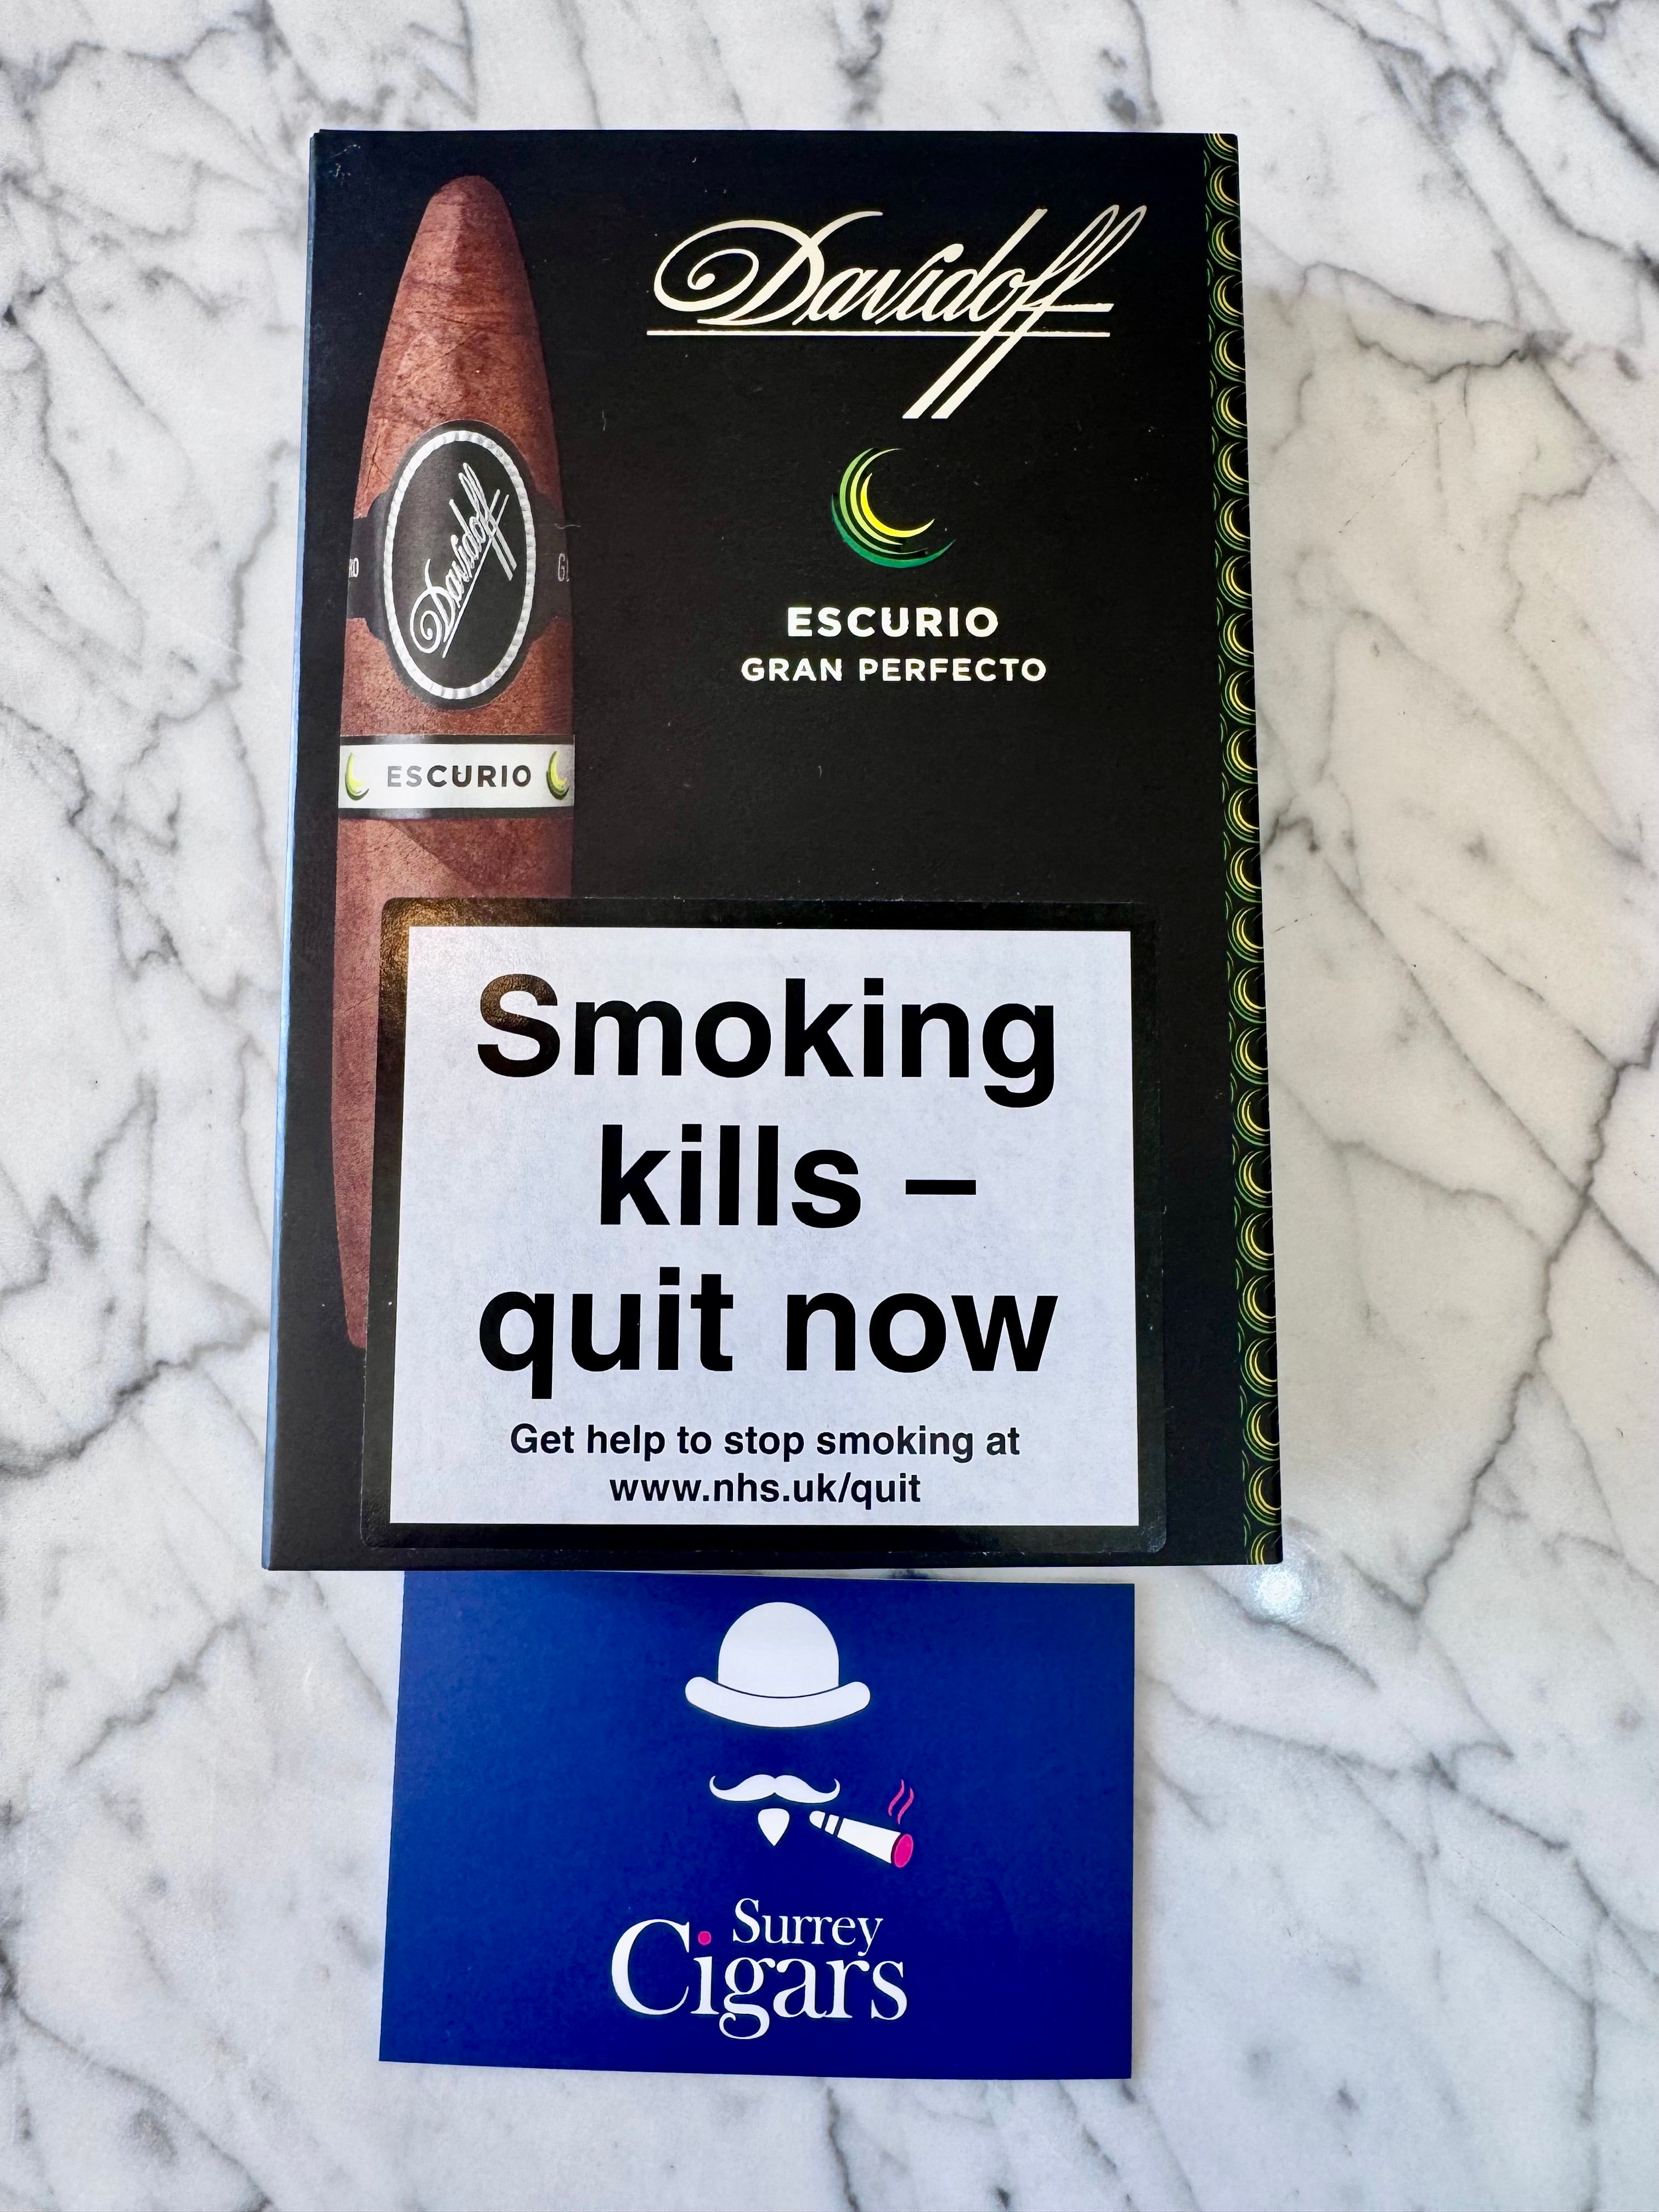 Davidoff
ESCURIO
GRAN PERFECTO
Davidoff
ESCURIO
Smoking
kills –
quit now
Get help to stop smoking at
www.nhs.uk/quit
Surrey
Cigars